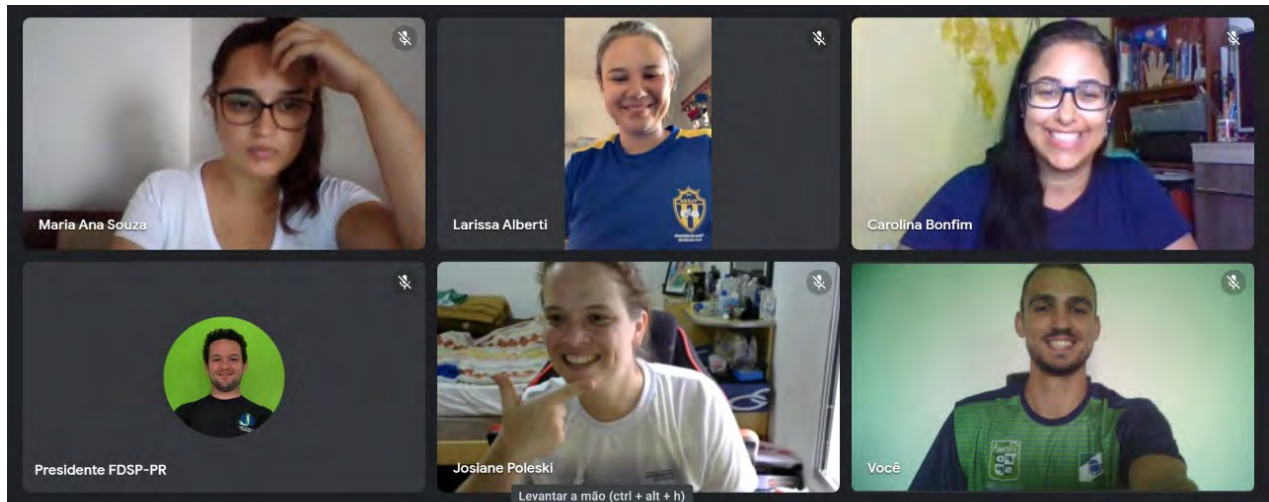 Maria Ana Souza
Larissa Alberti
Carolina Bonfim
Presidente FDSP-PR
Josiane Poleski
Você
Levantar a mão (ctrl + alt + h)